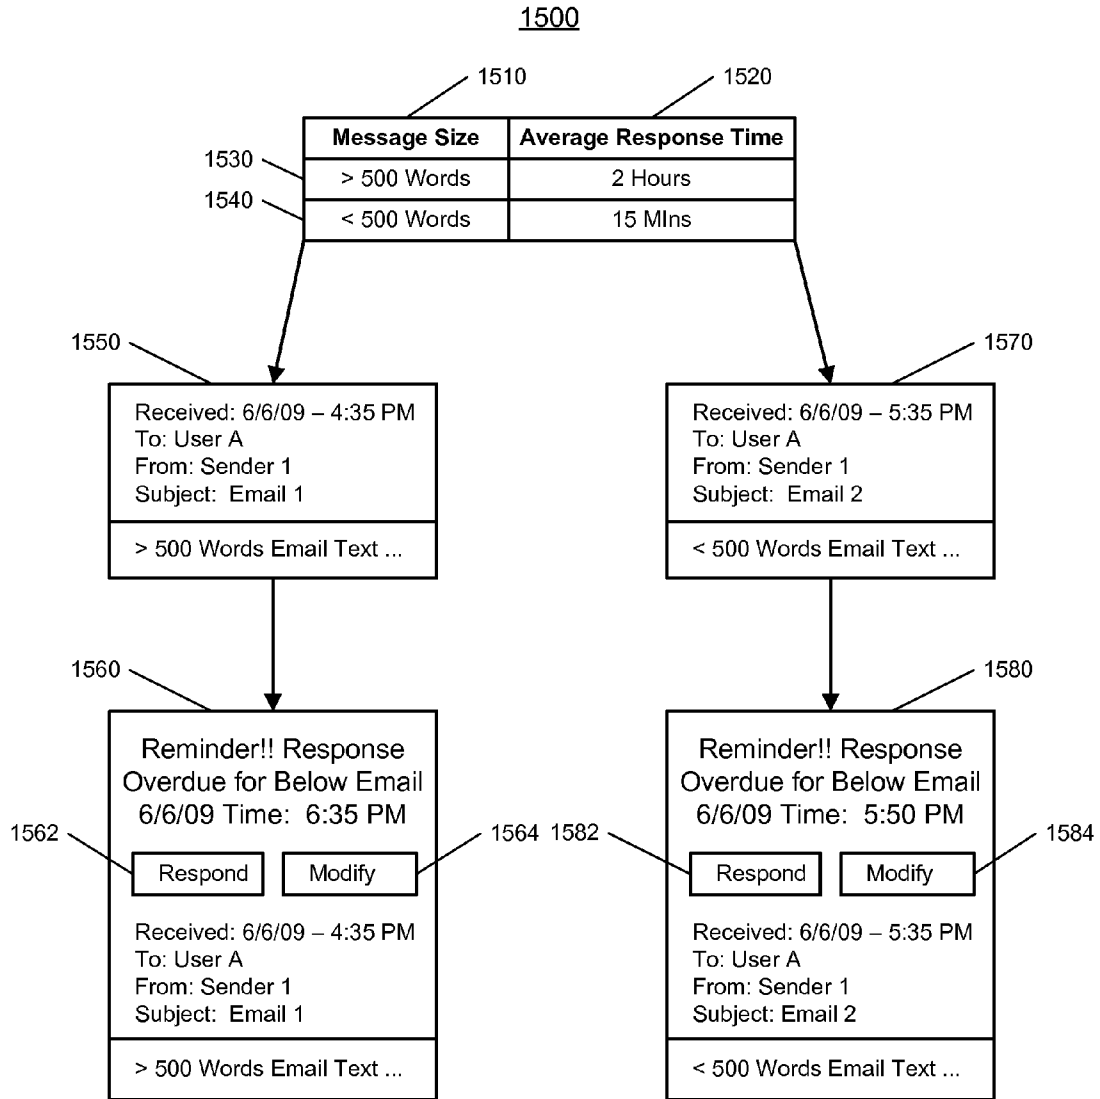 1500
1510
1520
Message Size Average Response Time
1530
> 500 Words 2 Hours
1540
< 500 Words 15 MIns
1550
Received: 6/6/09 – 4:35 PM
To: User A
From: Sender 1
Subject: Email 1
> 500 Words Email Text ...
1570
Received: 6/6/09 – 5:35 PM
To: User A
From: Sender 1
Subject: Email 2
< 500 Words Email Text ...
1560
Reminder!! Response
Overdue for Below Email
6/6/09 Time: 6:35 PM
1562
1564
Respond Modify
Received: 6/6/09 – 4:35 PM
To: User A
From: Sender 1
Subject: Email 1
> 500 Words Email Text ...
1580
Reminder!! Response
Overdue for Below Email
6/6/09 Time: 5:50 PM
1582
1584
Respond Modify
Received: 6/6/09 – 5:35 PM
To: User A
From: Sender 1
Subject: Email 2
< 500 Words Email Text ...